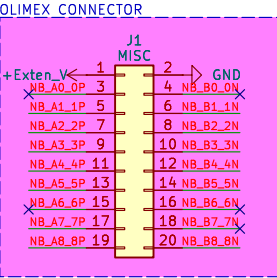 OLIMEX CONNECTOR
J1
MISC
+Exten_V 1 2 GND
NB_A0_0P 3 4 NB_B0_0N
NB_A1_1P 5 6 NB_B1_1N
NB_A2_2P 7 8 NB_B2_2N
NB_A3_3P 9 10 NB_B3_3N
NB_A4_4P 11 12 NB_B4_4N
NB_A5_5P 13 14 NB_B5_5N
NB_A6_6P 15 16 NB_B6_6N
NB_A7_7P 17 18 NB_B7_7N
NB_A8_8P 19 20 NB_B8_8N